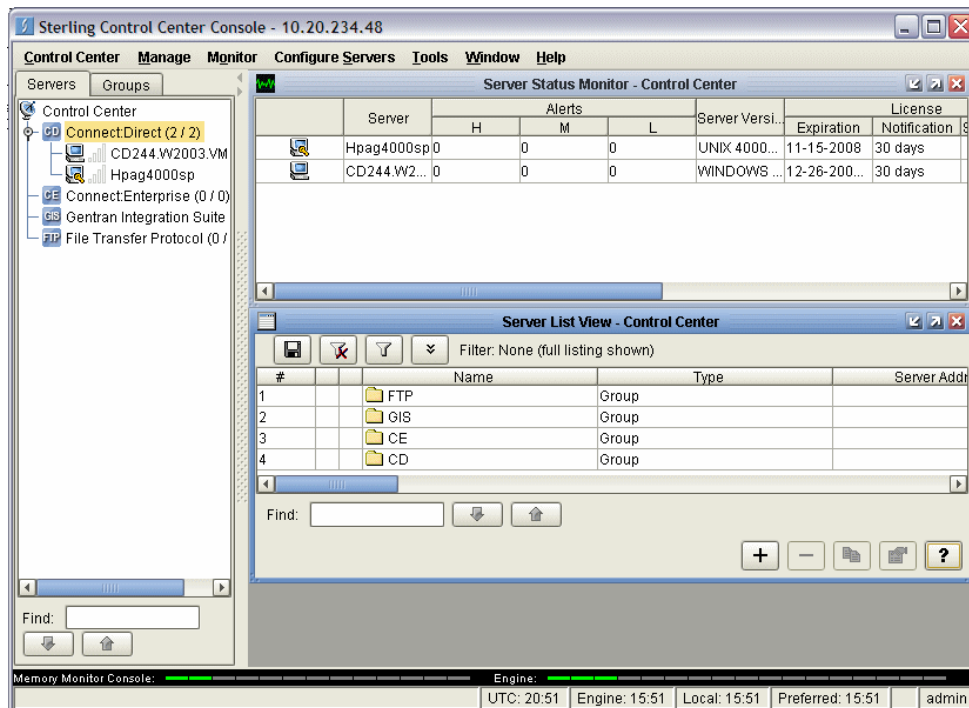 Sterling Control Center Console - 10.20.234.48
Control Center Manage Monitor Configure Servers Tools Window Help
Servers Groups
Control Center
CD Connect:Direct (2 / 2)
CD244.W2003.VM
Hpag4000sp
CE Connect:Enterprise (0 / 0)
GIS Gentran Integration Suite
FTP File Transfer Protocol (0 /
Find:
Server Status Monitor - Control Center
Server Alerts Server Versi... License
H M L Expiration Notification S
Hpag4000sp 0 0 0 UNIX 4000... 11-15-2008 30 days
CD244.W2... 0 0 0 WINDOWS ... 12-26-200... 30 days
Server List View - Control Center
Filter: None (full listing shown)
# Name Type Server Addr
1 FTP Group
2 GIS Group
3 CE Group
4 CD Group
Find:
+ − ?
Memory Monitor Console: Engine:
UTC: 20:51 Engine: 15:51 Local: 15:51 Preferred: 15:51 admin